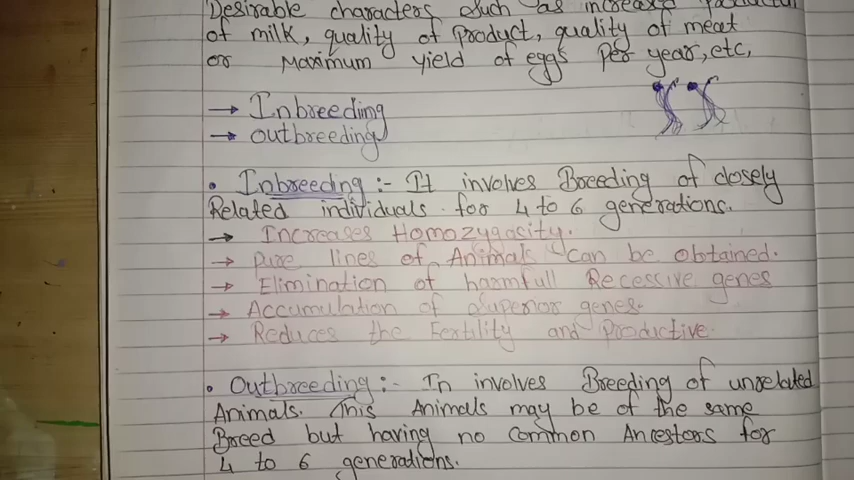 Desirable characters such as increased production
of milk, quality of product, quality of meat
or Maximum yield of eggs per year, etc,
→ Inbreeding
→ outbreeding
• Inbreeding :- It involves Breeding of closely
Related individuals for 4 to 6 generations.
→ Increases Homozygosity.
→ pure lines of Animals can be obtained.
→ Elimination of harmfull Recessive genes
→ Accumulation of superior genes.
→ Reduces the Fertility and Productive.
• Outbreeding :- In involves Breeding of unrelated
Animals. This Animals may be of the same
Breed but having no common Ancestors for
4 to 6 generations.